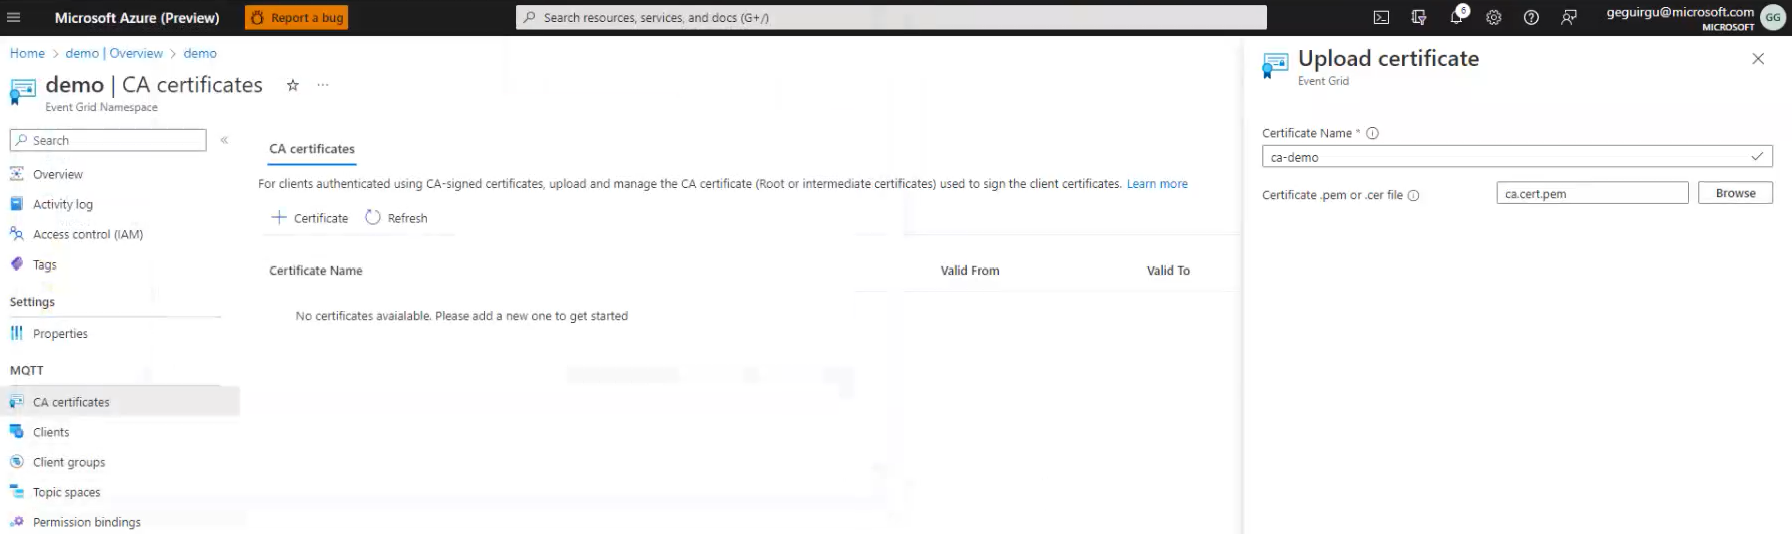 Microsoft Azure (Preview) Report a bug Search resources, services, and docs (G+/) 6 geguirgu@microsoft.com GG
MICROSOFT
Home > demo | Overview > demo
demo | CA certificates ☆ ···
Event Grid Namespace
Search «
Overview
Activity log
Access control (IAM)
Tags
Settings
Properties
MQTT
CA certificates
Clients
Client groups
Topic spaces
Permission bindings
CA certificates
For clients authenticated using CA-signed certificates, upload and manage the CA certificate (Root or intermediate certificates) used to sign the client certificates. Learn more
+ Certificate Refresh
Certificate Name Valid From Valid To
No certificates avaialable. Please add a new one to get started
Upload certificate
Event Grid
Certificate Name *
ca-demo
Certificate .pem or .cer file ca.cert.pem Browse